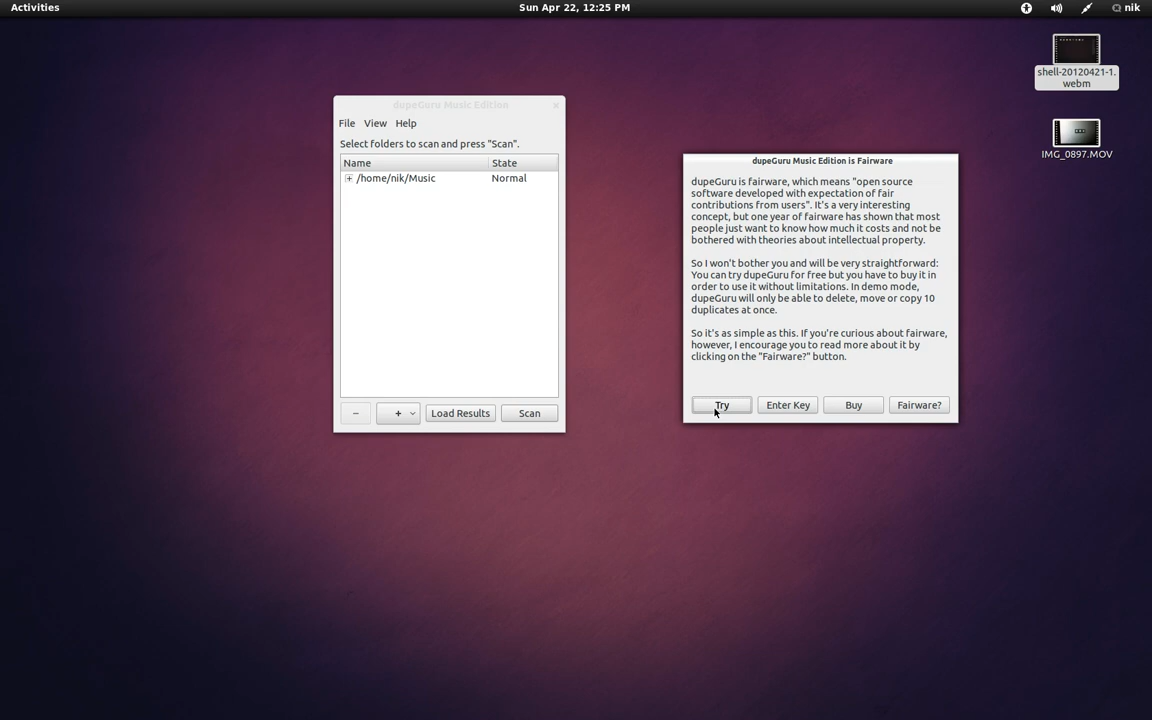 Activities
Sun Apr 22, 12:25 PM
nik
shell-20120421-1.
webm
IMG_0897.MOV
dupeGuru Music Edition
File View Help
Select folders to scan and press "Scan".
Name State
/home/nik/Music Normal
− + Load Results Scan
dupeGuru Music Edition is Fairware
dupeGuru is fairware, which means "open source
software developed with expectation of fair
contributions from users". It's a very interesting
concept, but one year of fairware has shown that most
people just want to know how much it costs and not be
bothered with theories about intellectual property.
So I won't bother you and will be very straightforward:
You can try dupeGuru for free but you have to buy it in
order to use it without limitations. In demo mode,
dupeGuru will only be able to delete, move or copy 10
duplicates at once.
So it's as simple as this. If you're curious about fairware,
however, I encourage you to read more about it by
clicking on the "Fairware?" button.
Try Enter Key Buy Fairware?